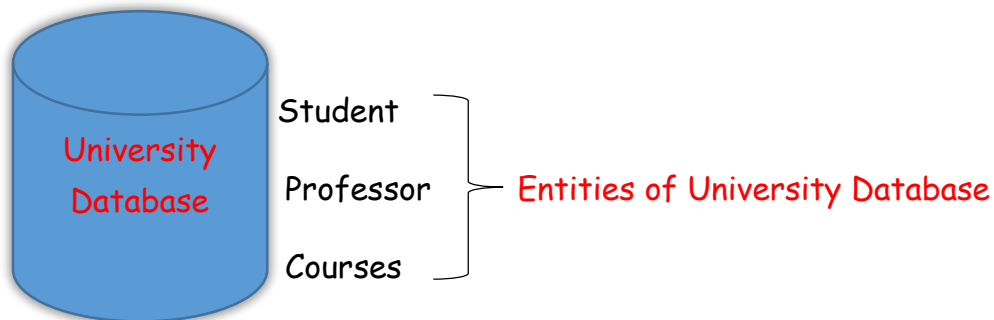 University
Database
Student
Professor
Courses
Entities of University Database